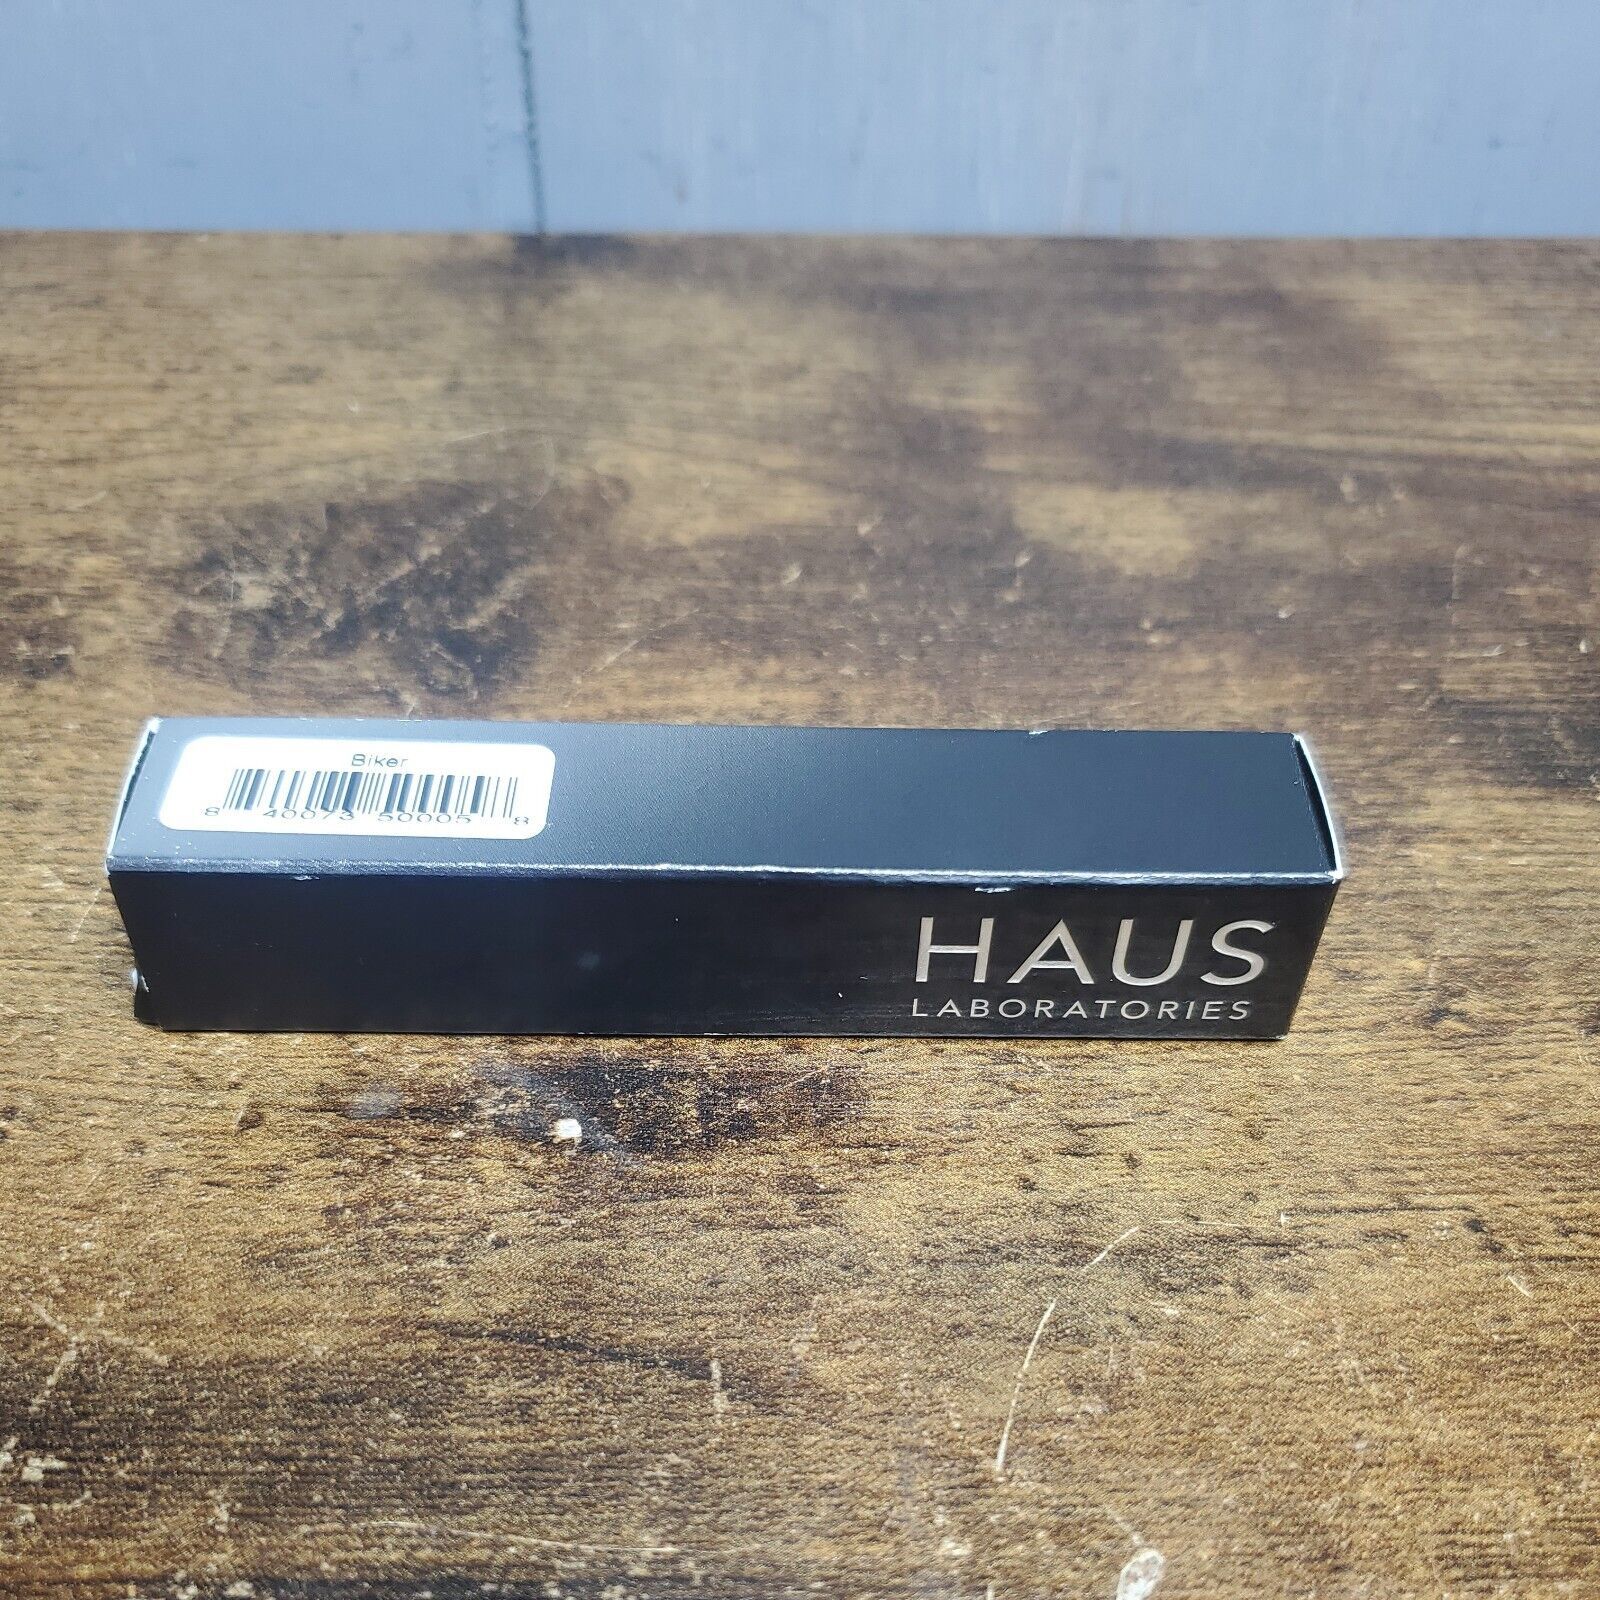 Biker
8 40073 50005 8
HAUS
LABORATORIES